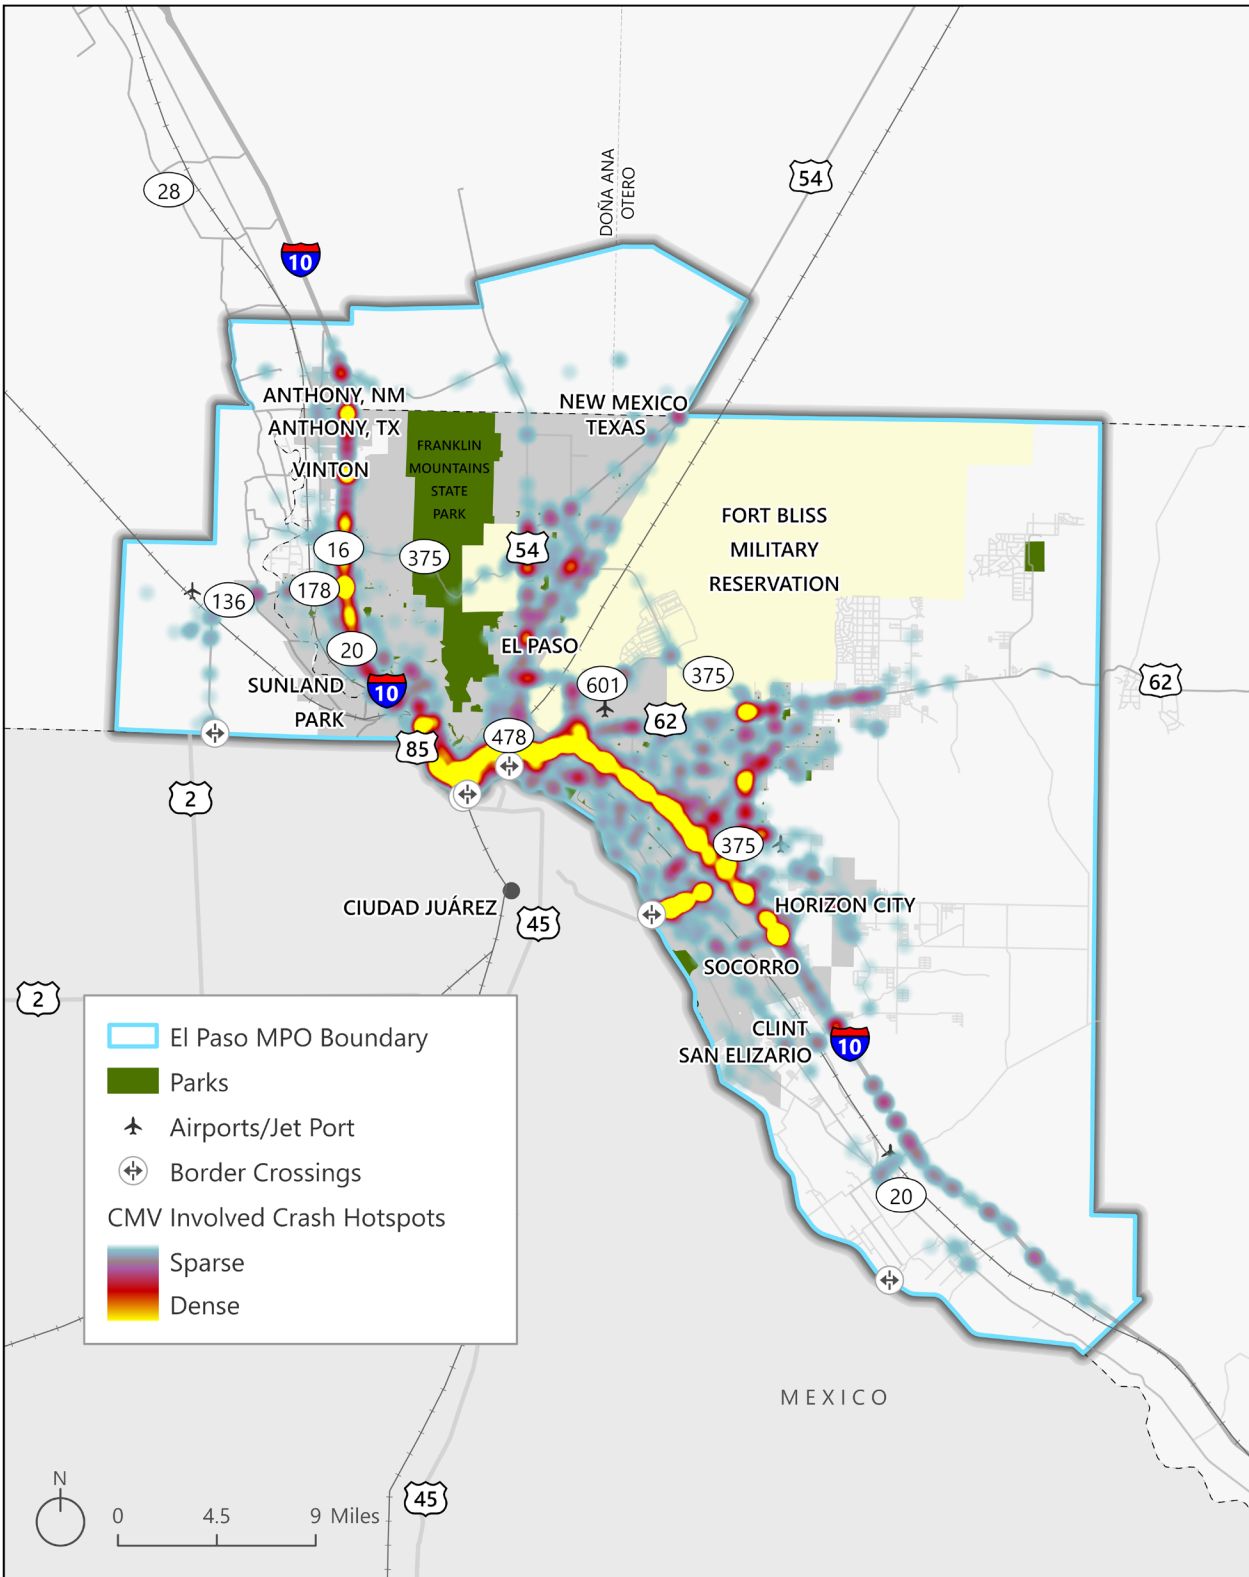 DOÑA ANA
OTERO
54
28
10
ANTHONY, NM
ANTHONY, TX
NEW MEXICO
TEXAS
VINTON
FRANKLIN
MOUNTAINS
STATE
PARK
FORT BLISS
MILITARY
RESERVATION
16
375
54
178
136
20
EL PASO
SUNLAND
PARK
10
601
375
62
62
85
478
2
375
CIUDAD JUÁREZ
45
HORIZON CITY
SOCORRO
2
CLINT
SAN ELIZARIO
10
El Paso MPO Boundary
Parks
Airports/Jet Port
Border Crossings
CMV Involved Crash Hotspots
Sparse
Dense
20
MEXICO
45
N
0 4.5 9 Miles